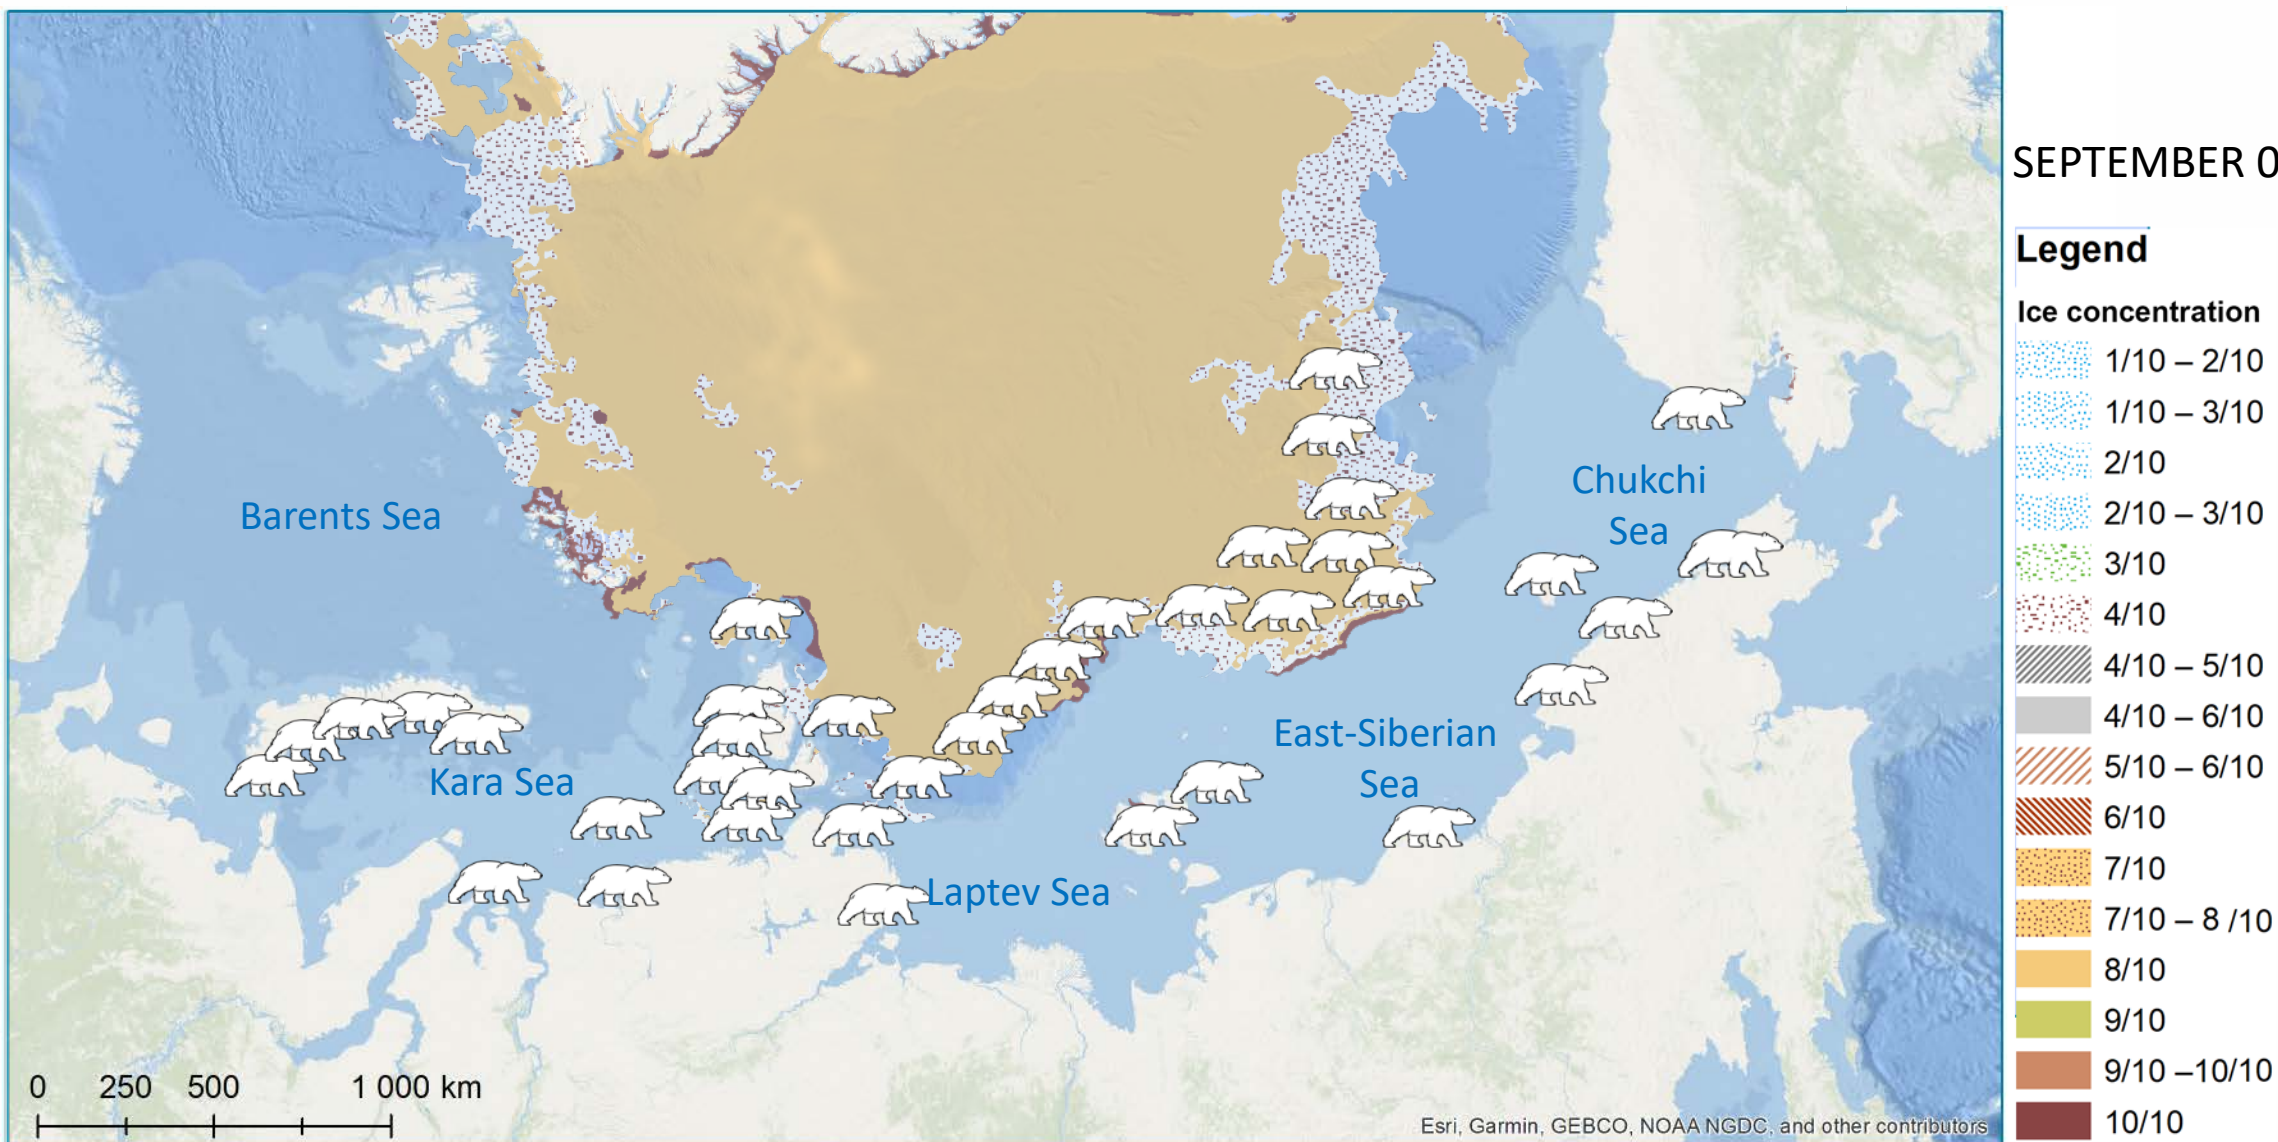 SEPTEMBER 0
Legend
Ice concentration
1/10 – 2/10
1/10 – 3/10
2/10
2/10 – 3/10
3/10
4/10
4/10 – 5/10
4/10 – 6/10
5/10 – 6/10
6/10
7/10
7/10 – 8 /10
8/10
9/10
9/10 –10/10
10/10
Barents Sea
Chukchi
Sea
Kara Sea
East-Siberian
Sea
Laptev Sea
0 250 500 1 000 km
Esri, Garmin, GEBCO, NOAA NGDC, and other contributors